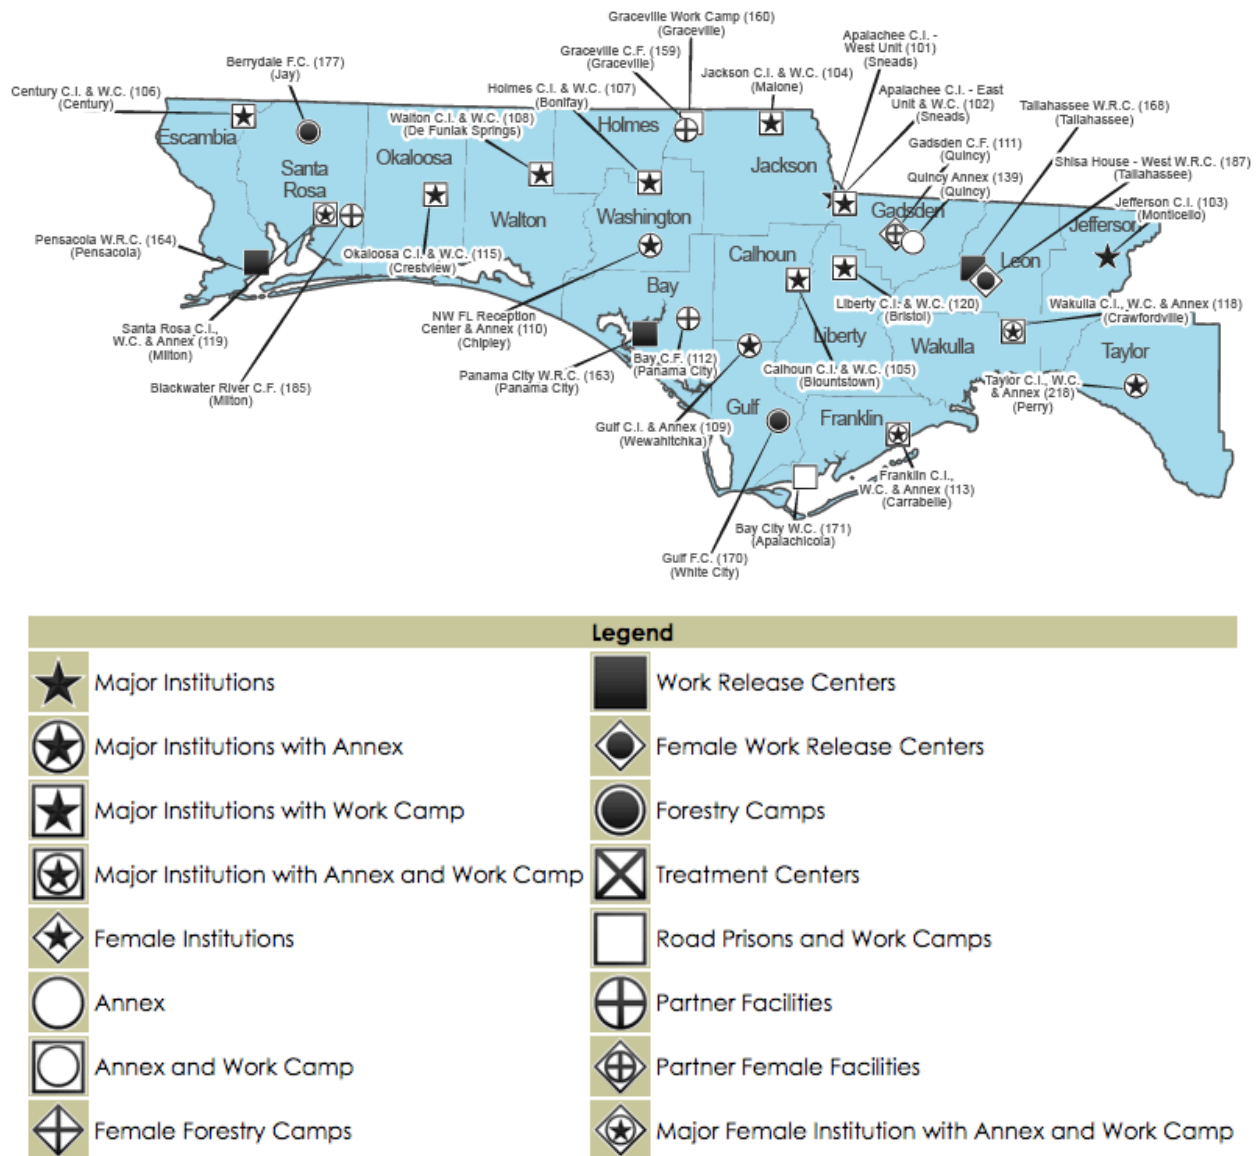 Graceville Work Camp (160)
(Graceville)
Graceville C.F. (159)
(Graceville)
Apalachee C.I. -
West Unit (101)
(Sneads)
Berrydale F.C. (177)
(Jay)
Jackson C.I. & W.C. (104)
(Malone)
Holmes C.I. & W.C. (107)
(Bonifay)
Apalachee C.I. - East
Unit & W.C. (102)
(Sneads)
Century C.I. & W.C. (106)
(Century)
Walton C.I. & W.C. (108)
(De Funiak Springs)
Tallahassee W.R.C. (168)
(Tallahassee)
Gadsden C.F. (111)
(Quincy)
Shisa House - West W.R.C. (187)
(Tallahassee)
Quincy Annex (139)
(Quincy)
Jefferson C.I. (103)
(Monticello)
Escambia
Santa
Rosa
Okaloosa
Walton
Holmes
Washington
Jackson
Gadsden
Jefferson
Leon
Calhoun
Bay
Liberty
Wakulla
Taylor
Gulf
Franklin
Pensacola W.R.C. (164)
(Pensacola)
Okaloosa C.I. & W.C. (115)
(Crestview)
Santa Rosa C.I.,
W.C. & Annex (119)
(Milton)
Blackwater River C.F. (185)
(Milton)
NW FL Reception
Center & Annex (110)
(Chipley)
Panama City W.R.C. (163)
(Panama City)
Bay C.F. (112)
(Panama City)
Liberty C.I. & W.C. (120)
(Bristol)
Wakulla C.I., W.C. & Annex (118)
(Crawfordville)
Calhoun C.I. & W.C. (105)
(Blountstown)
Taylor C.I., W.C.
& Annex (218)
(Perry)
Gulf C.I. & Annex (109)
(Wewahitchka)
Franklin C.I.,
W.C. & Annex (113)
(Carrabelle)
Bay City W.C. (171)
(Apalachicola)
Gulf F.C. (170)
(White City)
Legend
Major Institutions
Major Institutions with Annex
Major Institutions with Work Camp
Major Institution with Annex and Work Camp
Female Institutions
Annex
Annex and Work Camp
Female Forestry Camps
Work Release Centers
Female Work Release Centers
Forestry Camps
Treatment Centers
Road Prisons and Work Camps
Partner Facilities
Partner Female Facilities
Major Female Institution with Annex and Work Camp